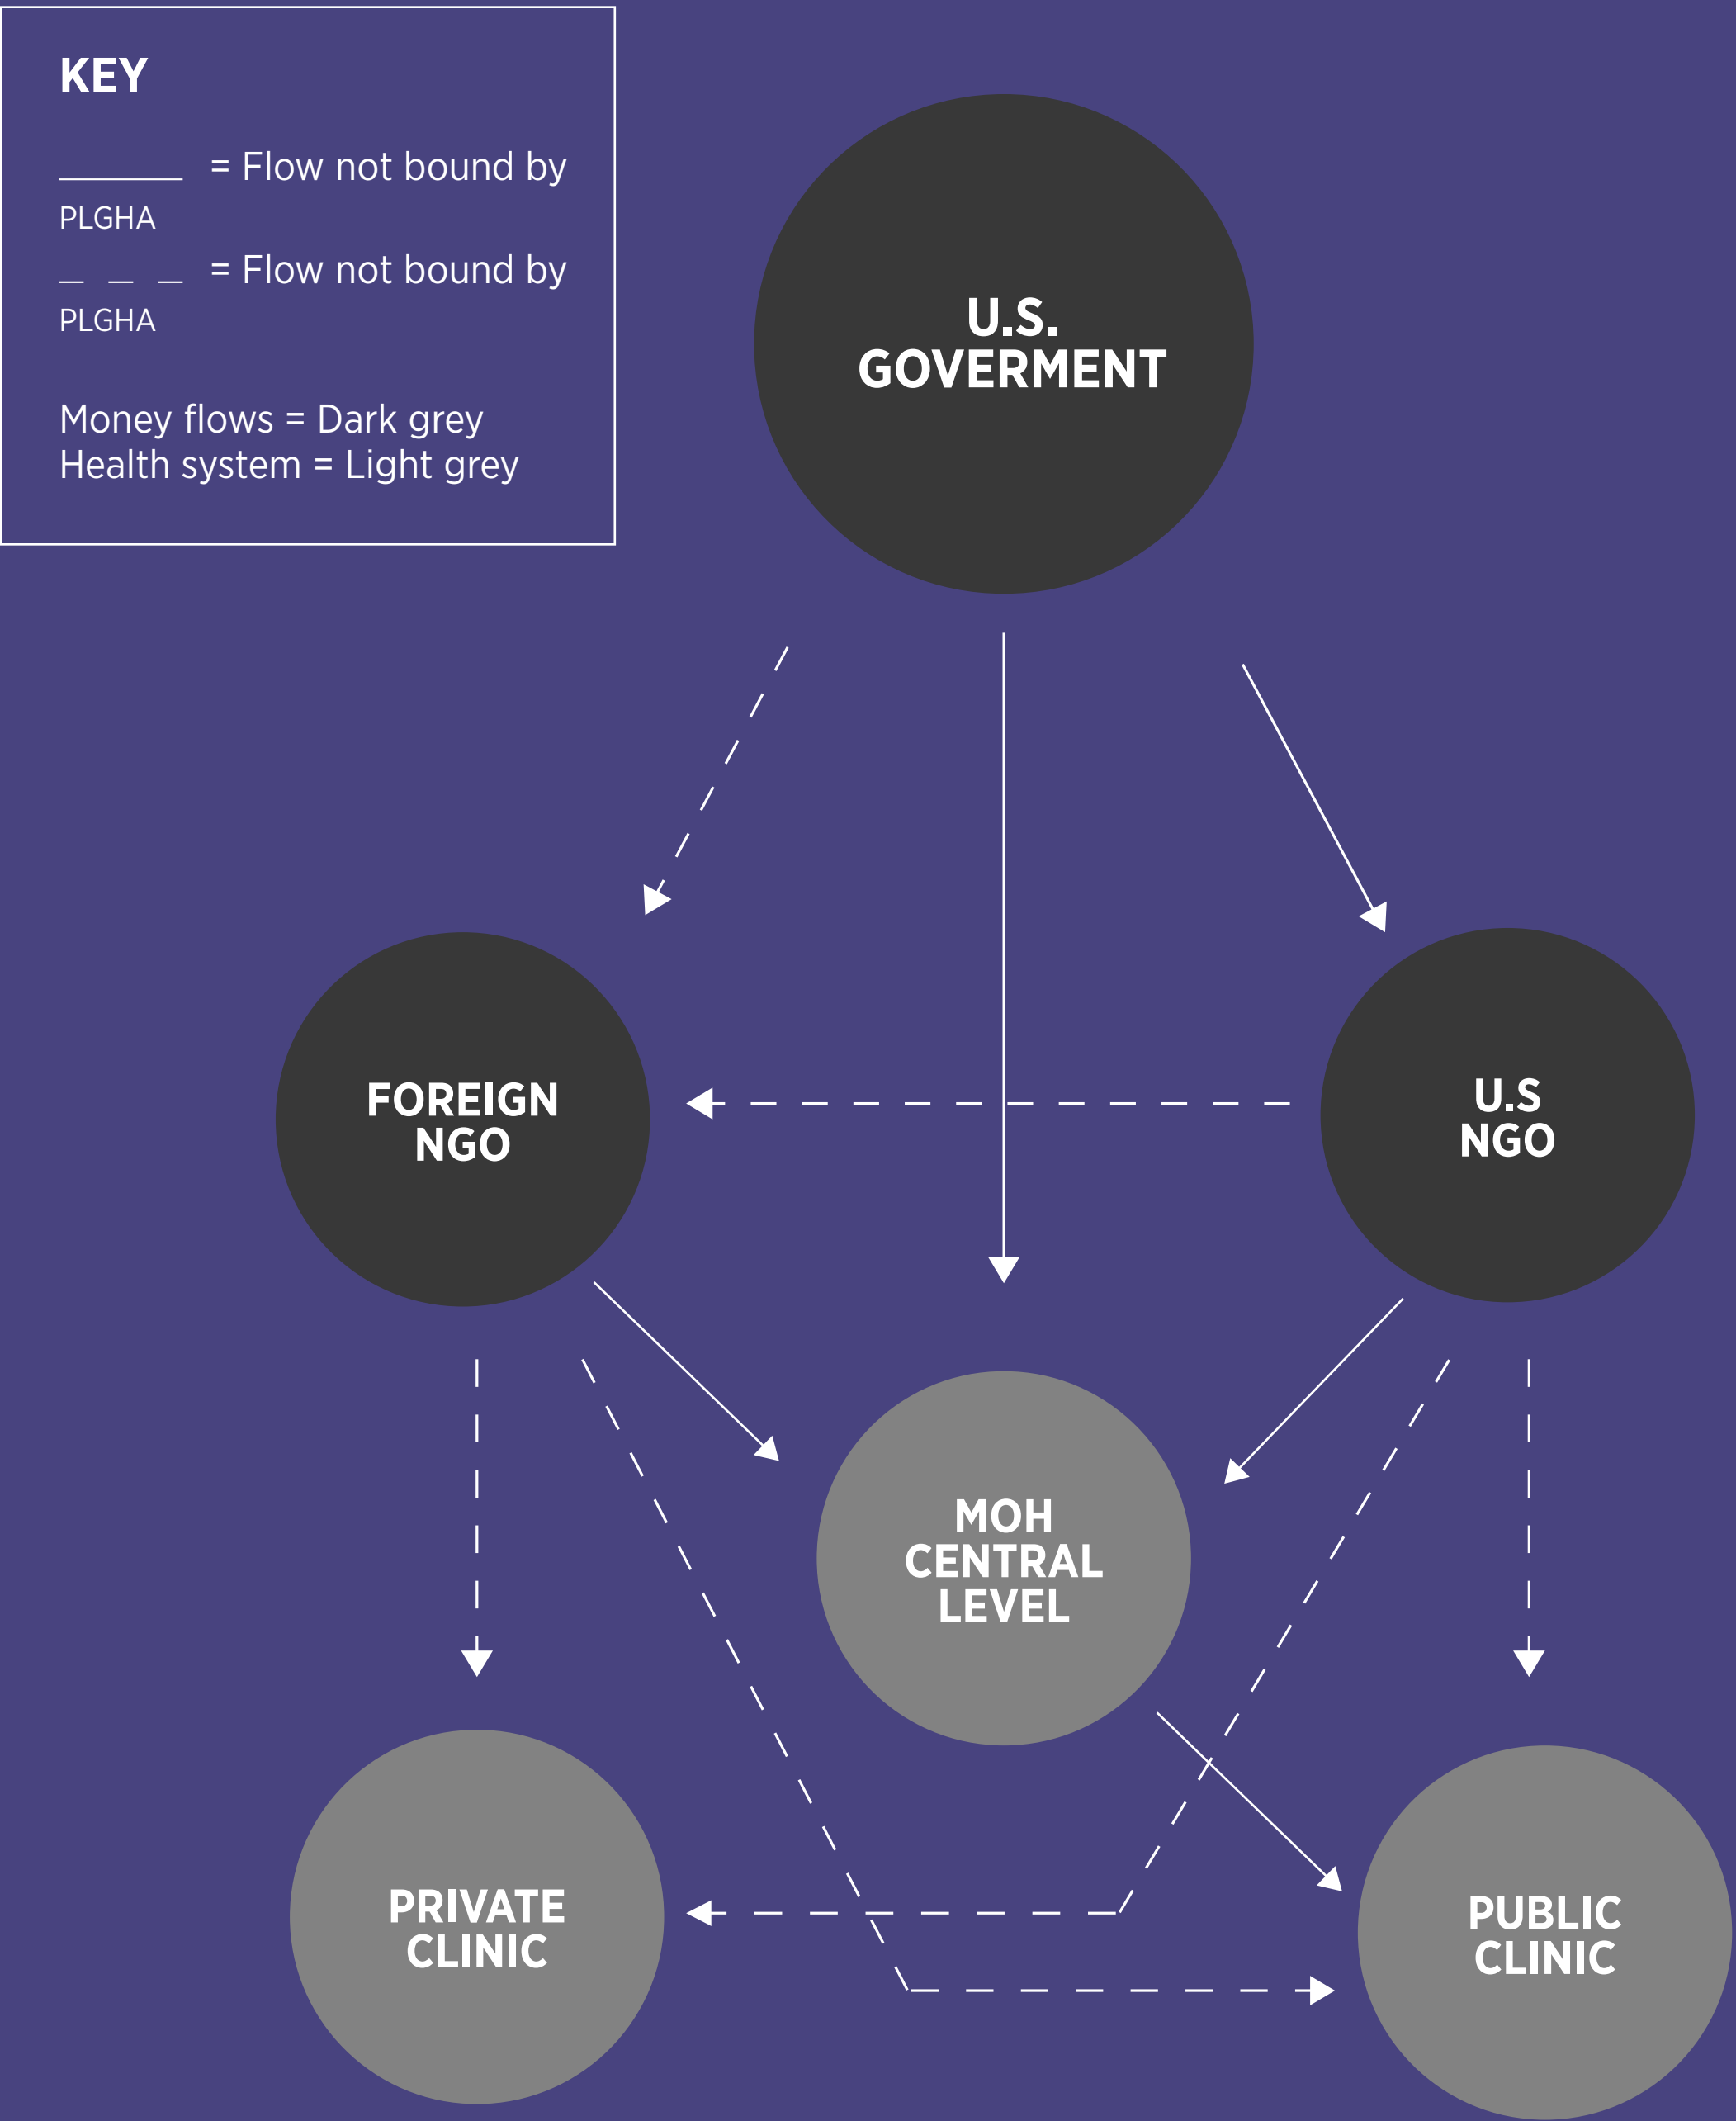 KEY
= Flow not bound by
PLGHA
_ _ _ = Flow not bound by
PLGHA
Money flows = Dark grey
Health system = Light grey
U.S.
GOVERMENT
FOREIGN
NGO
U.S
NGO
MOH
CENTRAL
LEVEL
PRIVATE
CLINIC
PUBLIC
CLINIC